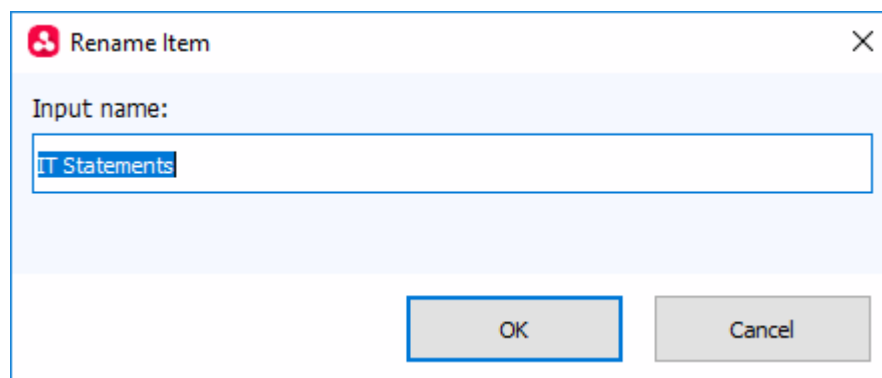 Rename Item
Input name:
IT Statements
OK
Cancel